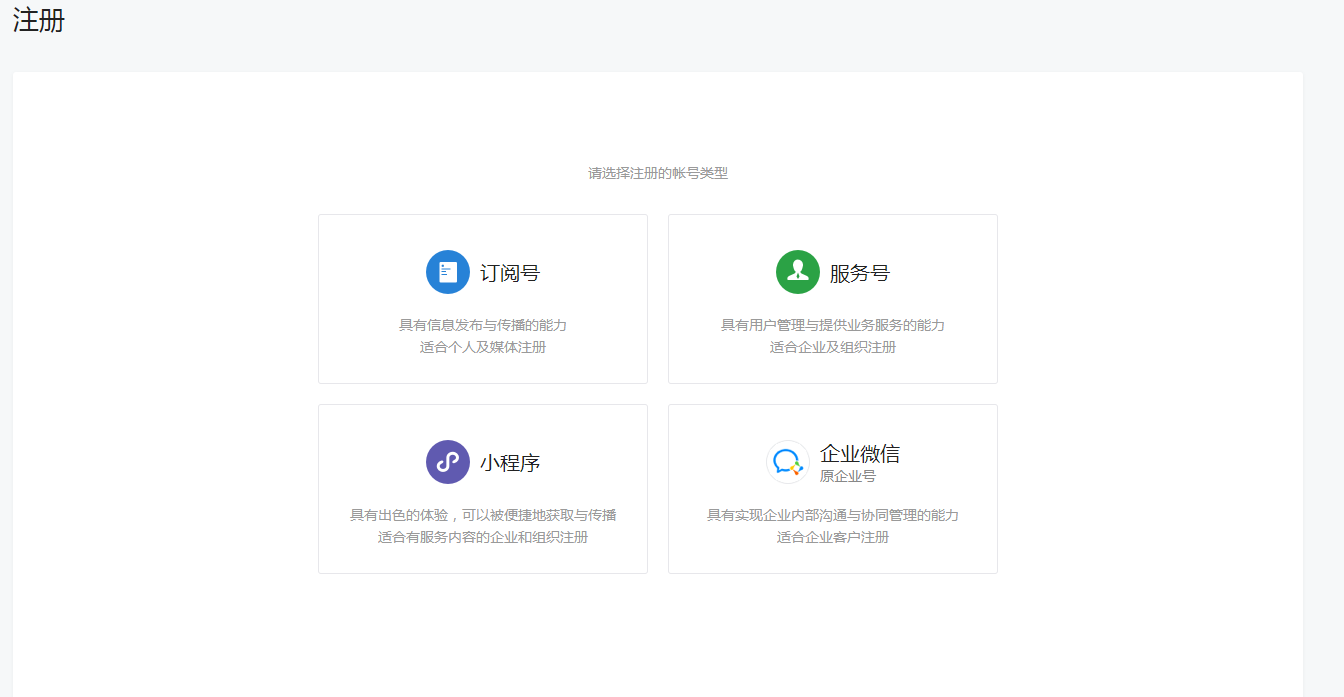 注册
请选择注册的帐号类型
订阅号
具有信息发布与传播的能力
适合个人及媒体注册
服务号
具有用户管理与提供业务服务的能力
适合企业及组织注册
小程序
具有出色的体验，可以被便捷地获取与传播
适合有服务内容的企业和组织注册
企业微信
原企业号
具有实现企业内部沟通与协同管理的能力
适合企业客户注册